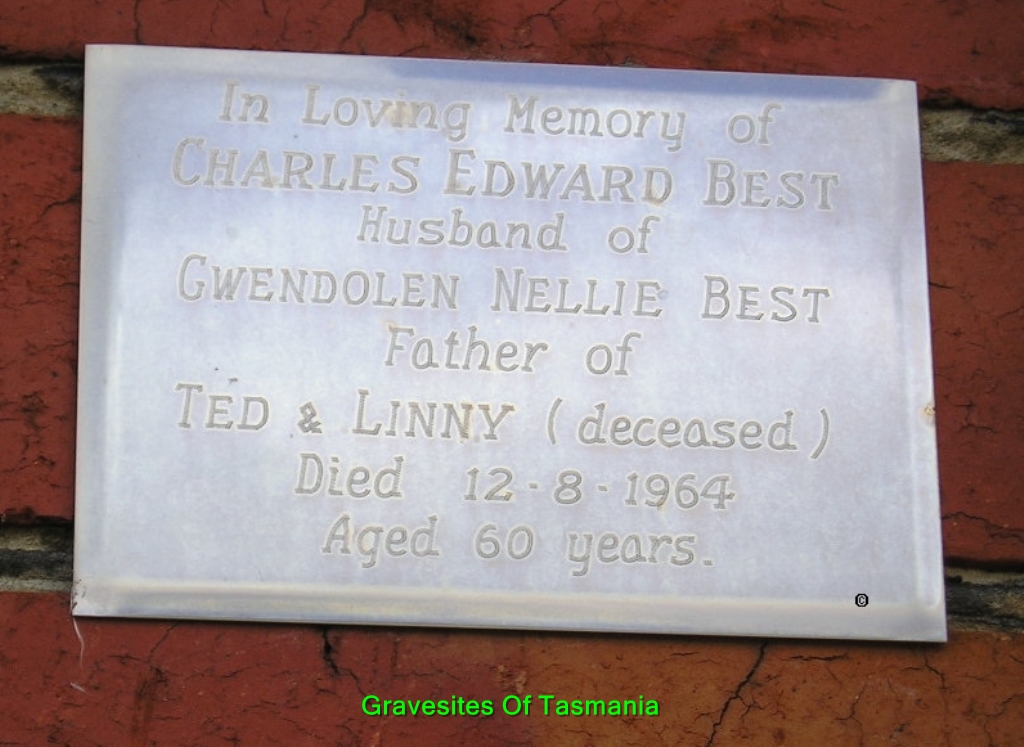 In Loving Memory of
CHARLES EDWARD BEST
Husband of
GWENDOLEN NELLIE BEST
Father of
TED & LINNY (deceased)
Died 12-8-1964
Aged 60 years.
©
Gravesites Of Tasmania